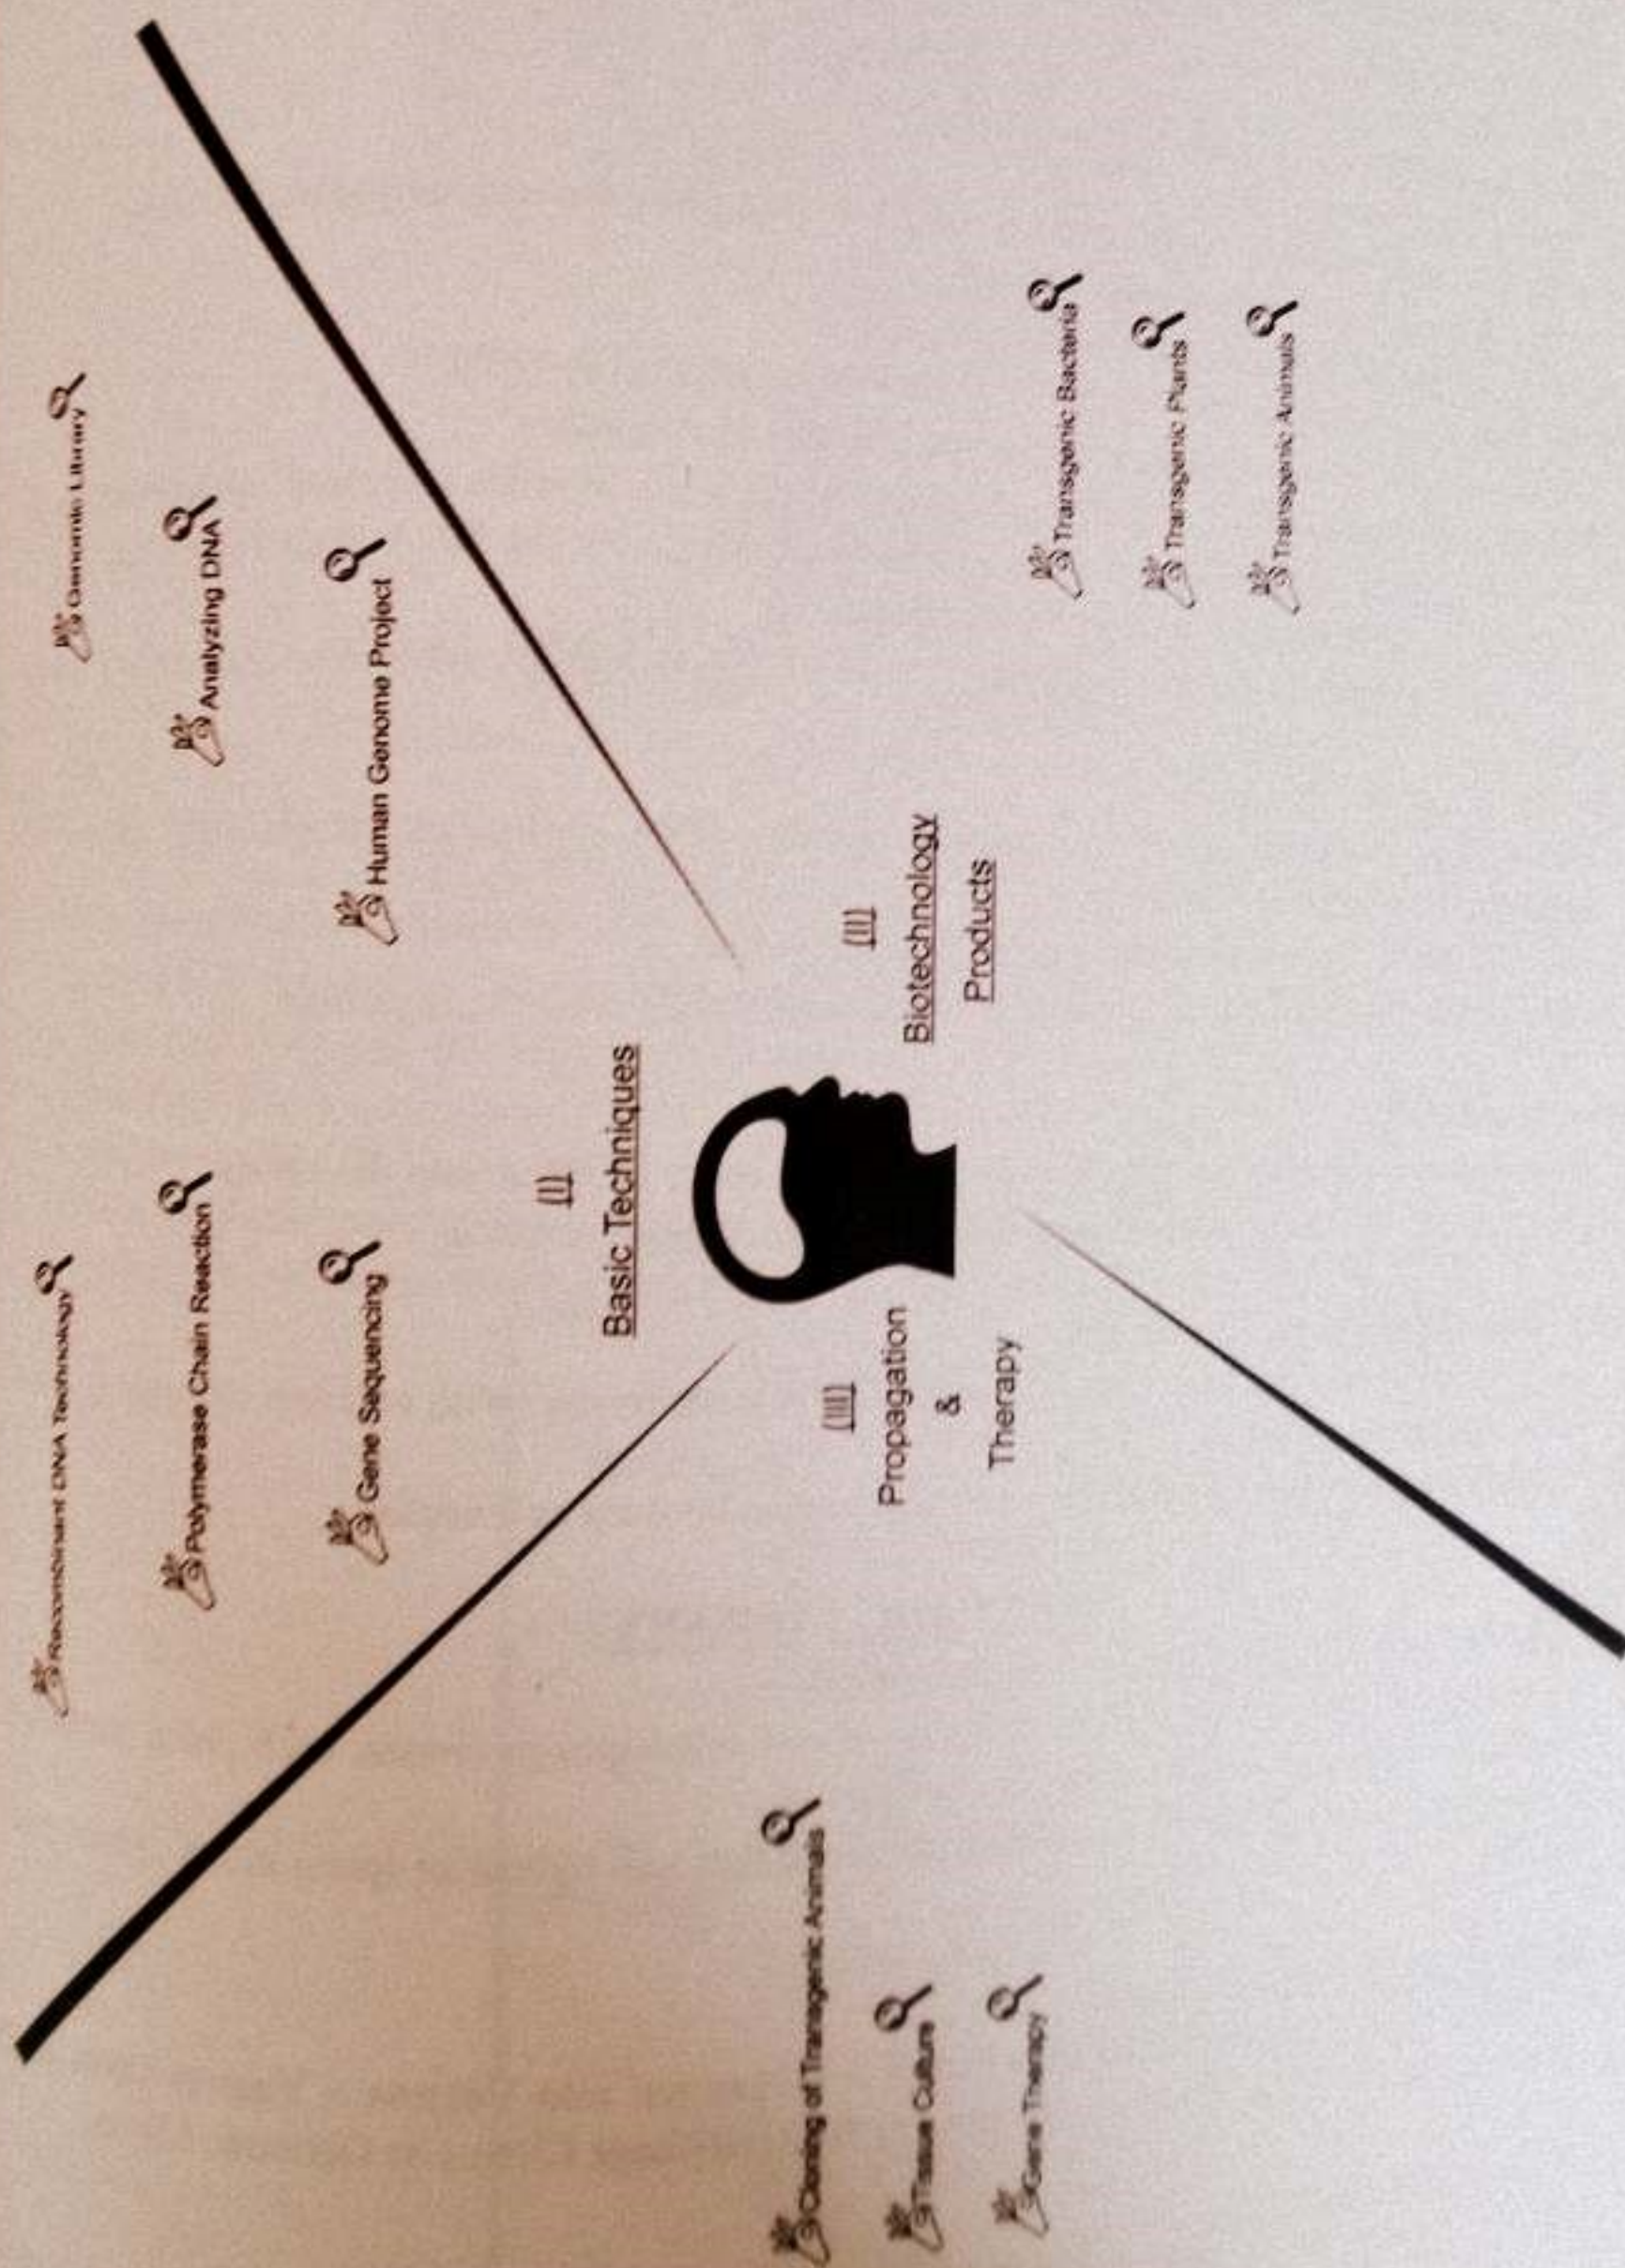 Recombinant DNA Technology
Polymerase Chain Reaction
Gene Sequencing
Genomic Library
Analyzing DNA
Human Genome Project
(I)
Basic Techniques
(II)
Biotechnology
Products
Transgenic Bacteria
Transgenic Plants
Transgenic Animals
(III)
Propagation
&
Therapy
Cloning of Transgenic Animals
Tissue Culture
Gene Therapy